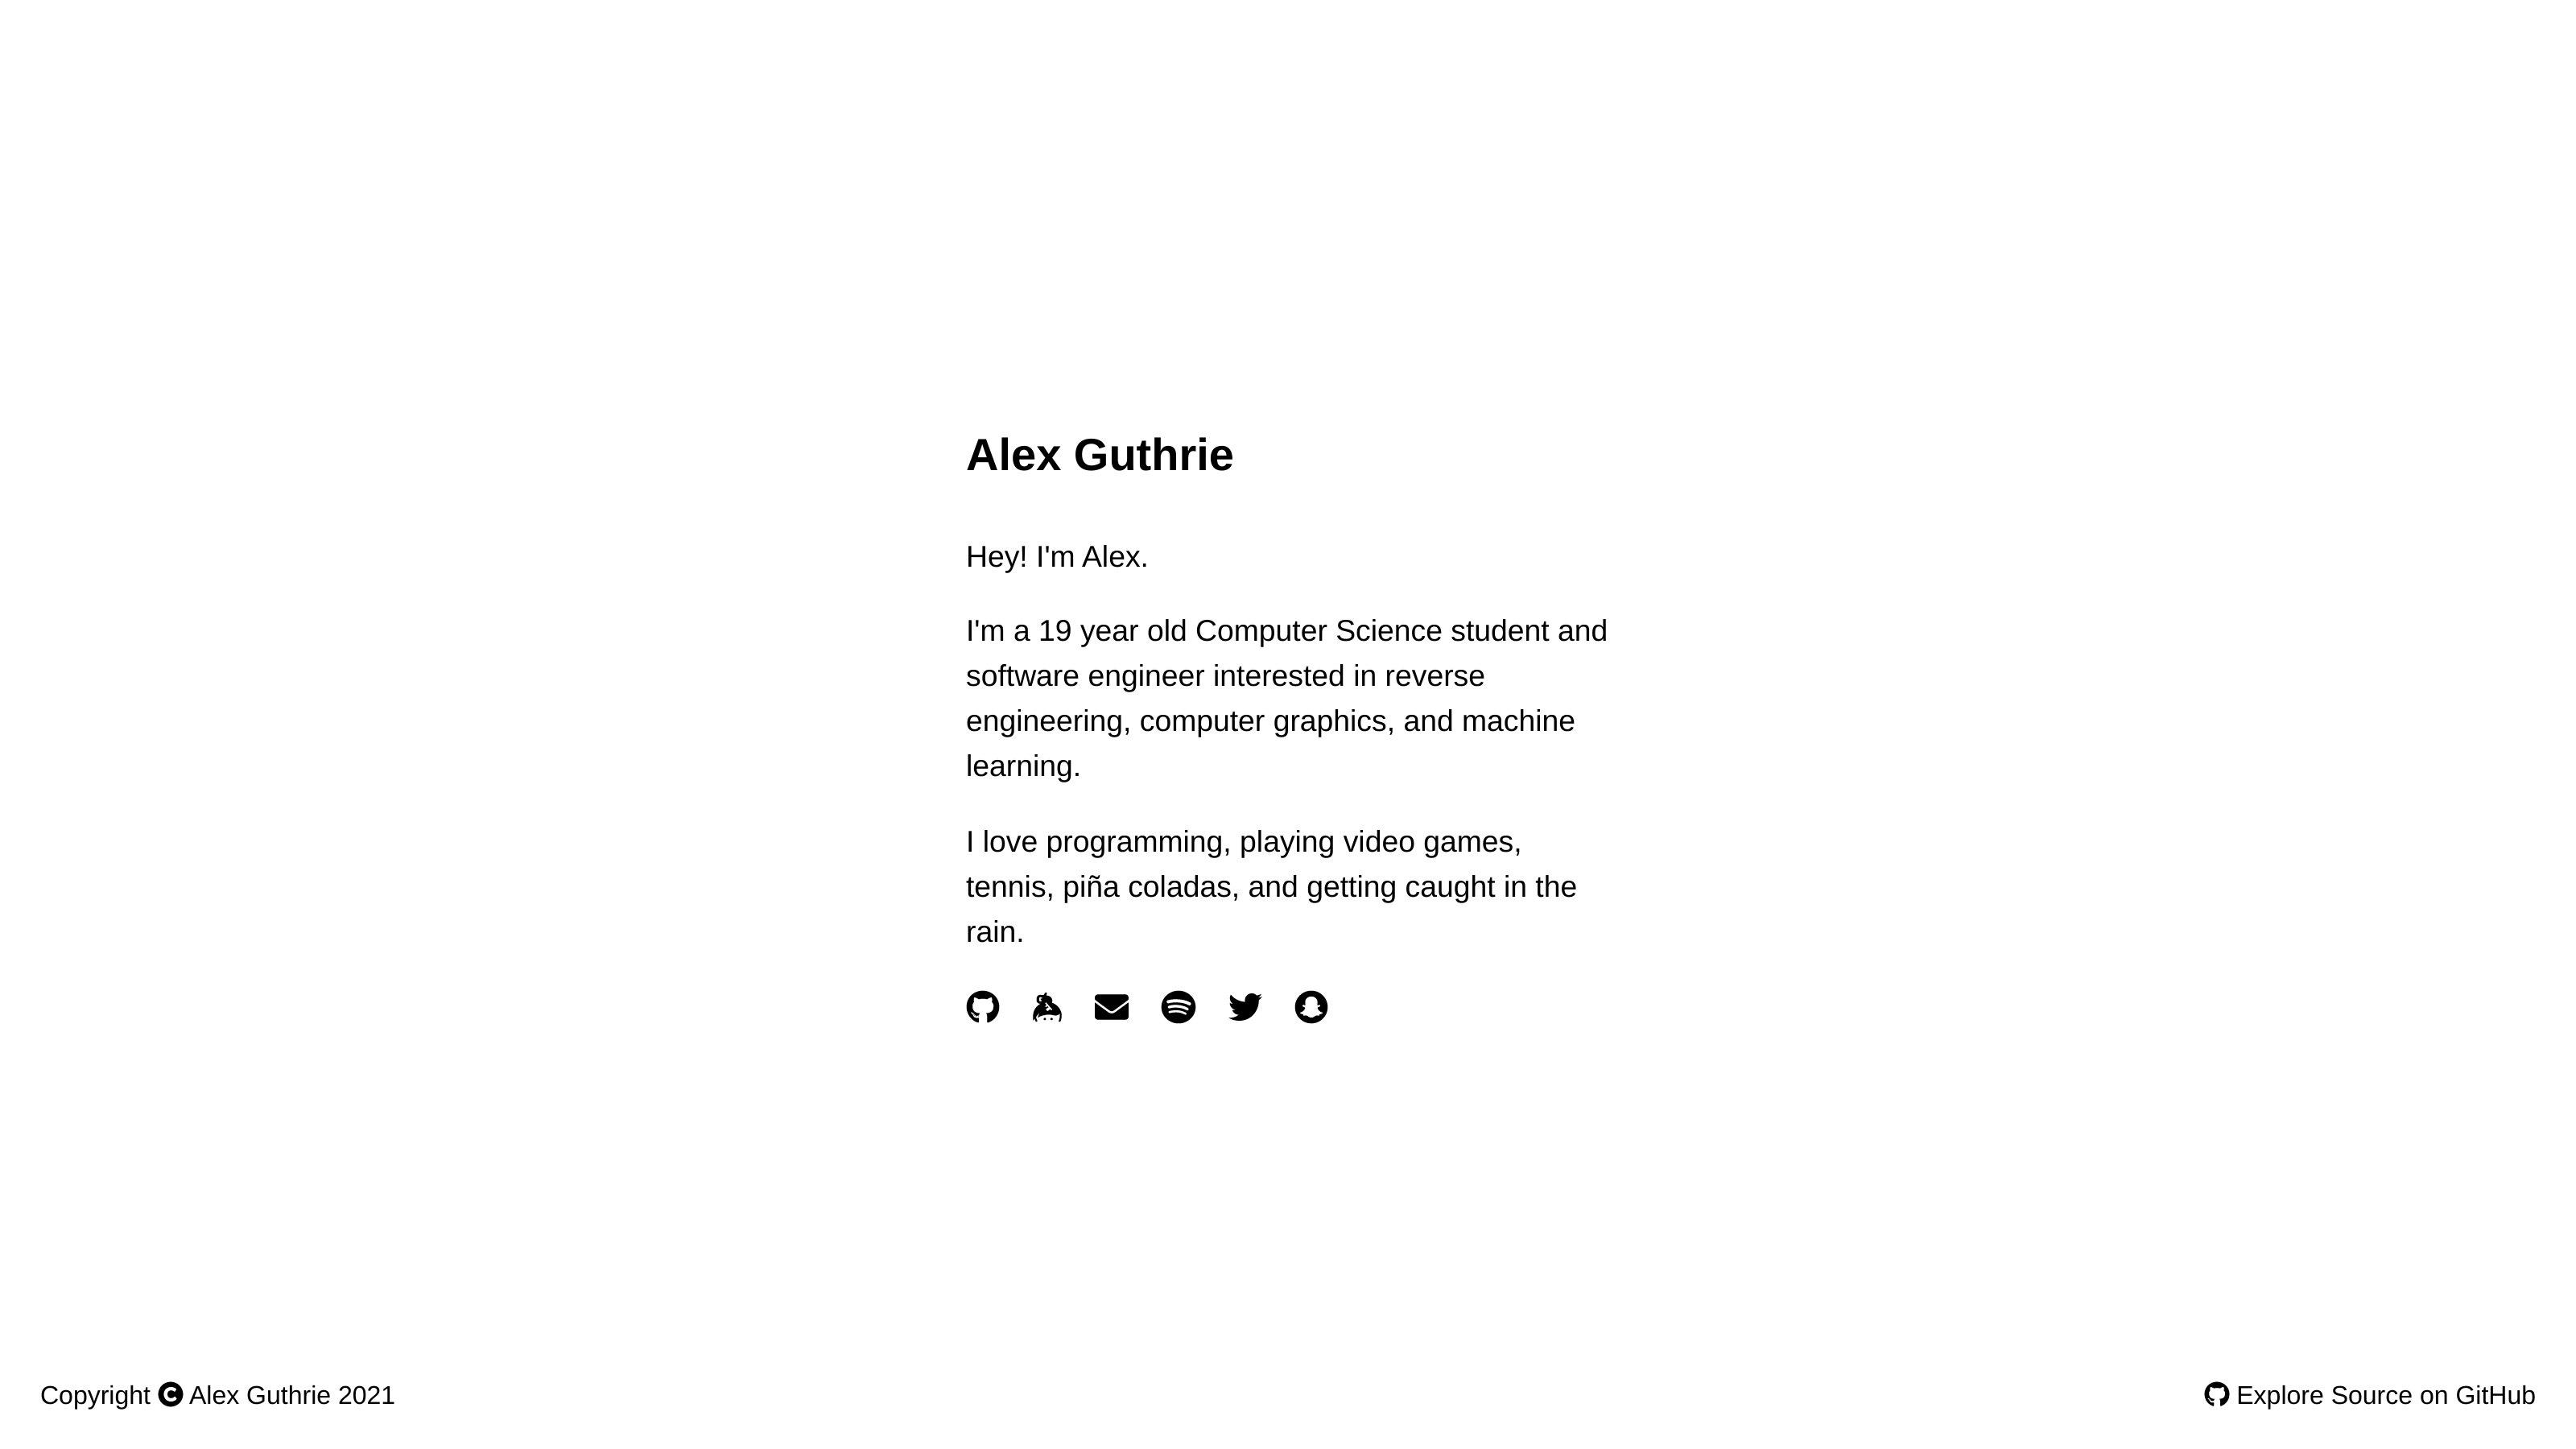 Alex Guthrie
Hey! I'm Alex.
I'm a 19 year old Computer Science student and
software engineer interested in reverse
engineering, computer graphics, and machine
learning.
I love programming, playing video games,
tennis, piña coladas, and getting caught in the
rain.
Copyright © Alex Guthrie 2021
Explore Source on GitHub